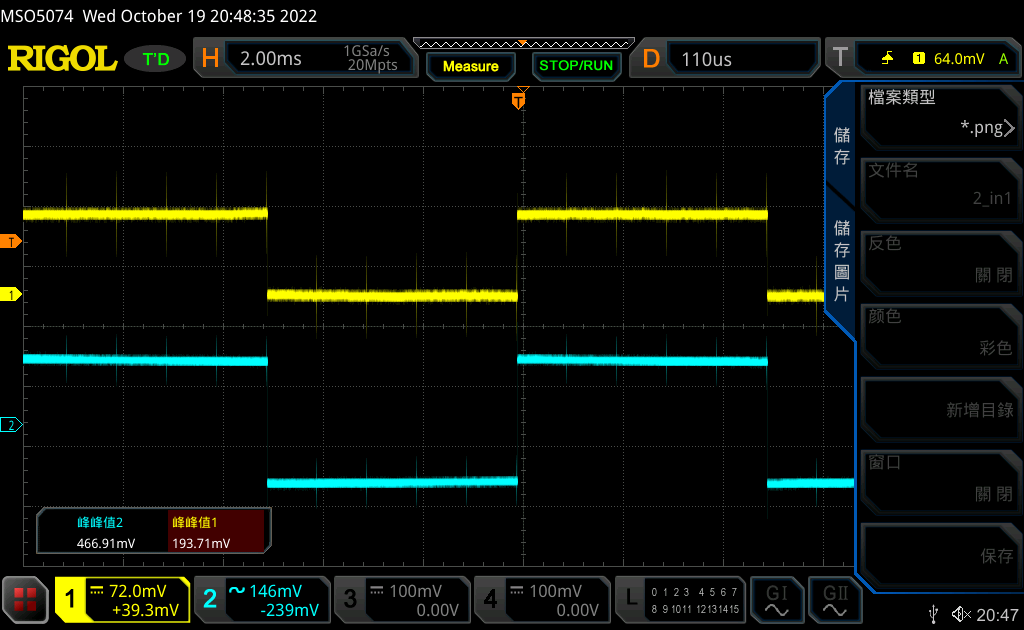 MSO5074 Wed October 19 20:48:35 2022
RIGOL T'D H 2.00ms 1GSa/s 20Mpts Measure STOP/RUN D 110us T 1 64.0mV A
T
檔案類型
*.png
儲存
文件名
2_in1
儲存圖片
反色
關閉
T
1
颜色
彩色
2
新增目錄
窗口
關閉
峰峰值2 峰峰值1
466.91mV 193.71mV
保存
1 72.0mV +39.3mV
2 146mV -239mV
3 100mV 0.00V
4 100mV 0.00V
L 0 1 2 3 4 5 6 7
8 9 10 11 12 13 14 15
GI GII
20:47